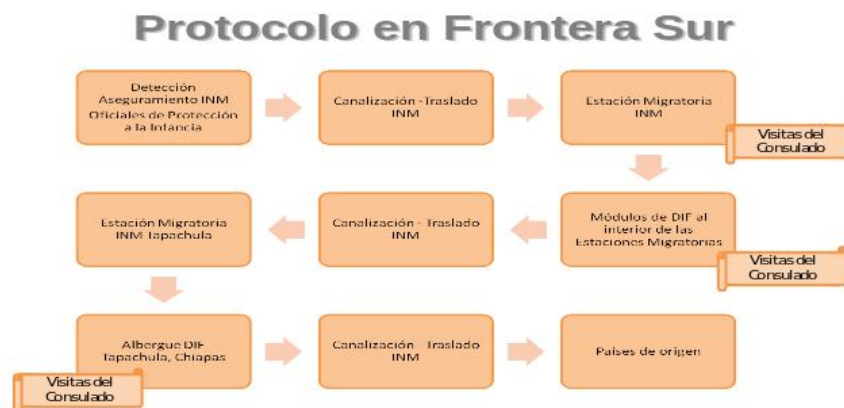 Protocolo en Frontera Sur
Detección
Aseguramiento INM
Oficiales de Protección
a la Infancia
Canalización -Traslado
INM
Estación Migratoria
INM
Visitas del
Consulado
Estación Migratoria
INM Tapachula
Canalización - Traslado
INM
Módulos de DIF al
interior de las
Estaciones Migratorias
Visitas del
Consulado
Albergue DIF
Tapachula, Chiapas
Visitas del
Consulado
Canalización - Traslado
INM
Países de origen